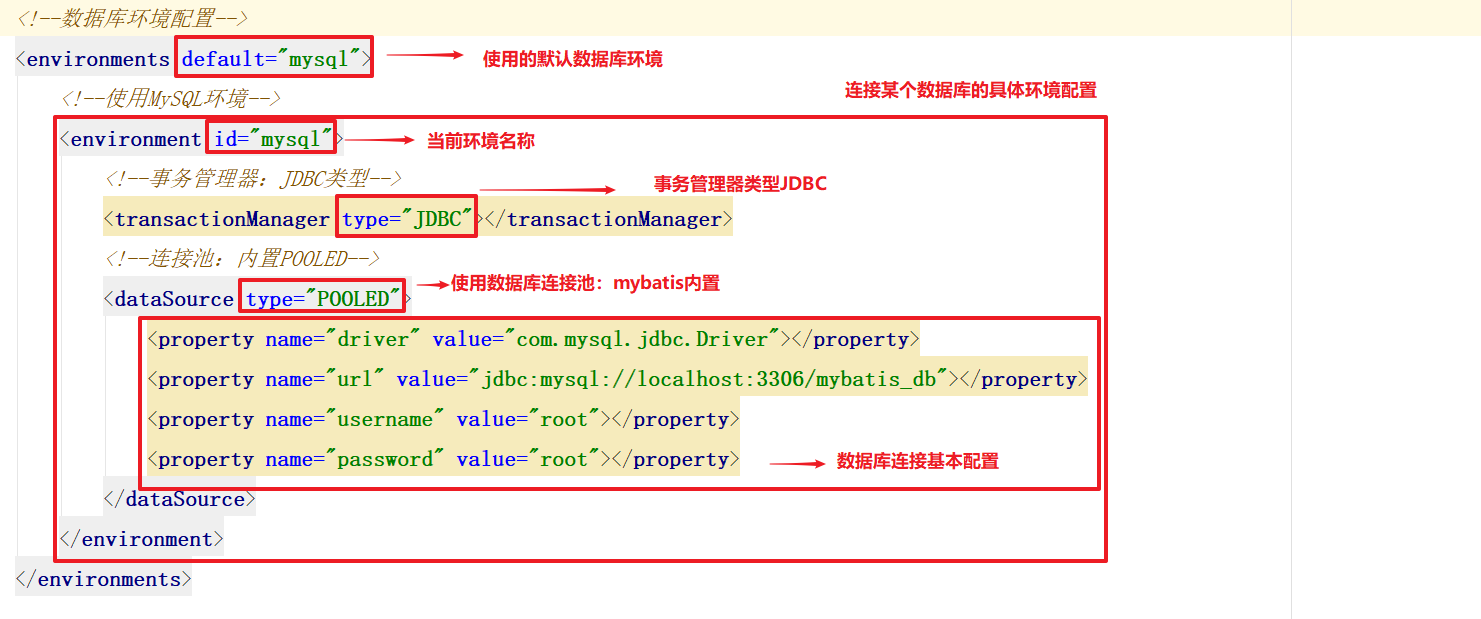 <!--数据库环境配置-->
<environments default="mysql"> 使用的默认数据库环境
<!--使用MySQL环境-->
连接某个数据库的具体环境配置
<environment id="mysql"> 当前环境名称
<!--事务管理器：JDBC类型-->
事务管理器类型JDBC
<transactionManager type="JDBC"></transactionManager>
<!--连接池：内置POOLED-->
<dataSource type="POOLED"> 使用数据库连接池：mybatis内置
<property name="driver" value="com.mysql.jdbc.Driver"></property>
<property name="url" value="jdbc:mysql://localhost:3306/mybatis_db"></property>
<property name="username" value="root"></property>
<property name="password" value="root"></property> 数据库连接基本配置
</dataSource>
</environment>
</environments>